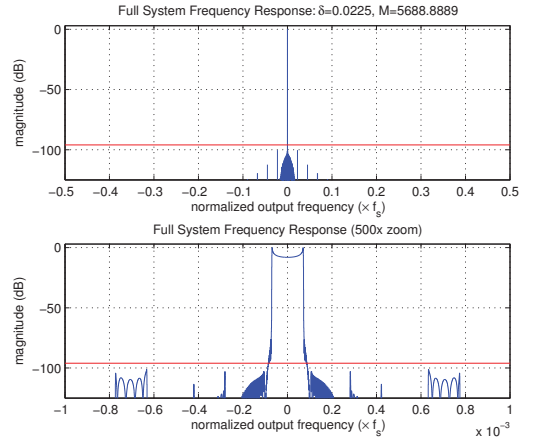 Full System Frequency Response: δ=0.0225, M=5688.8889
magnitude (dB)
0
−50
−100
−0.5 −0.4 −0.3 −0.2 −0.1 0 0.1 0.2 0.3 0.4 0.5
normalized output frequency (× fs)
Full System Frequency Response (500x zoom)
magnitude (dB)
0
−50
−100
−1 −0.8 −0.6 −0.4 −0.2 0 0.2 0.4 0.6 0.8 1
normalized output frequency (× fs)
x 10⁻³